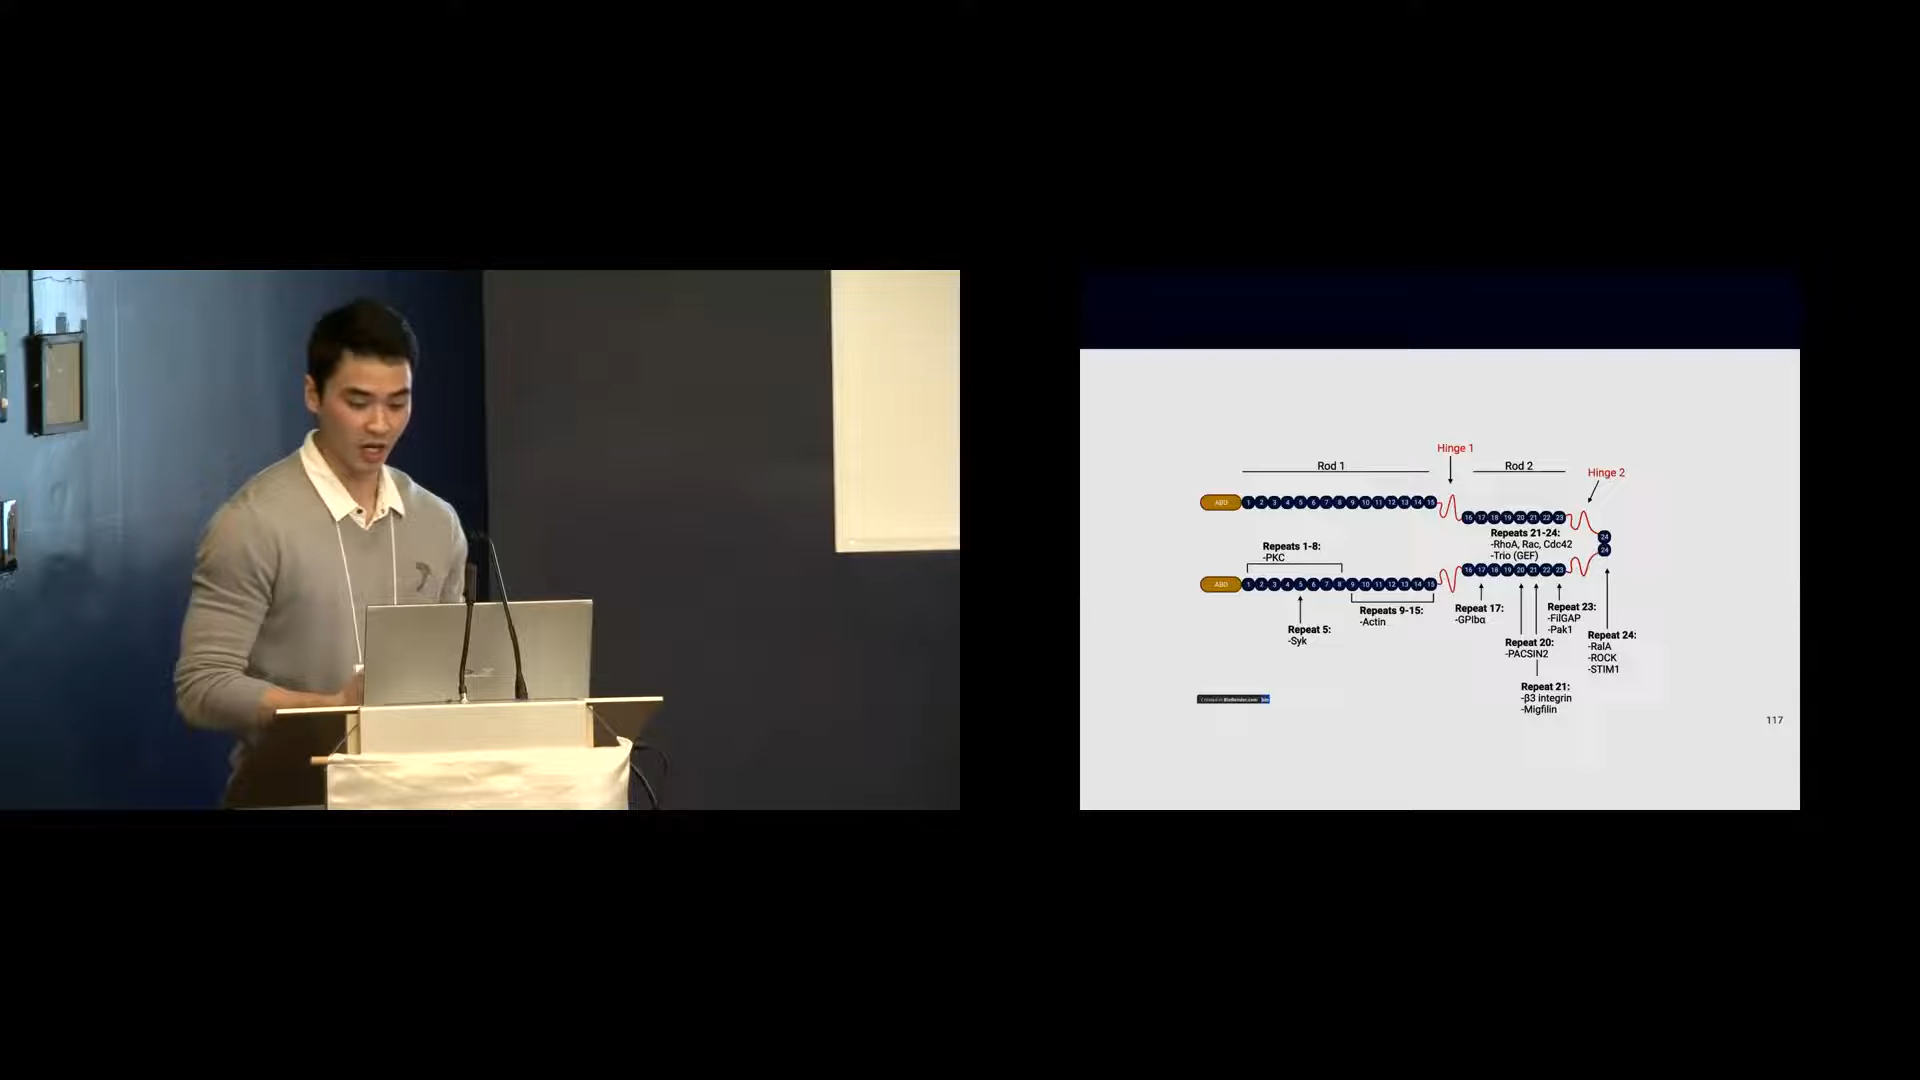 Hinge 1
Rod 1
Rod 2
Hinge 2
ABD 1 2 3 4 5 6 7 8 9 10 11 12 13 14 15
16 17 18 19 20 21 22 23
24
Repeats 21-24:
-RhoA, Rac, Cdc42
-Trio (GEF)
24
Repeats 1-8:
-PKC
16 17 18 19 20 21 22 23
ABD 1 2 3 4 5 6 7 8 9 10 11 12 13 14 15
Repeats 9-15:
-Actin
Repeat 5:
-Syk
Repeat 17:
-GPIbα
Repeat 20:
-PACSIN2
Repeat 21:
-β3 integrin
-Migfilin
Repeat 23:
-FilGAP
-Pak1
Repeat 24:
-RalA
-ROCK
-STIM1
Created in BioRender.com bio
117